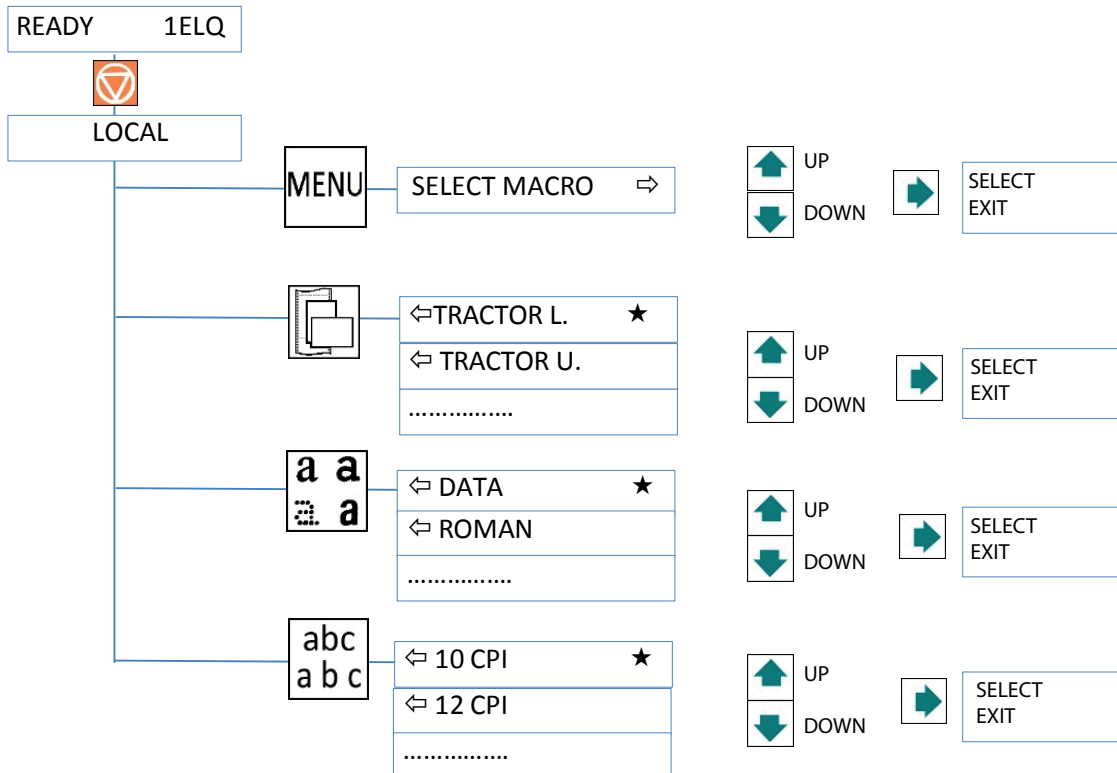 READY 1ELQ
LOCAL
MENU
SELECT MACRO ⇨
UP
DOWN
SELECT
EXIT
⇦TRACTOR L. ★
⇦ TRACTOR U.
................
UP
DOWN
SELECT
EXIT
a a
a a
⇦ DATA ★
⇦ ROMAN
................
UP
DOWN
SELECT
EXIT
abc
a b c
⇦ 10 CPI ★
⇦ 12 CPI
................
UP
DOWN
SELECT
EXIT